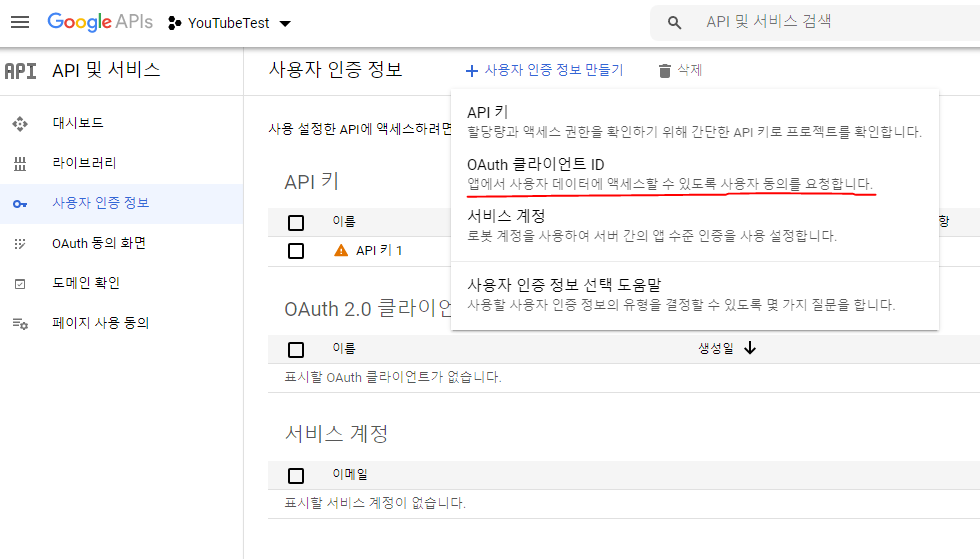 Google APIs YouTubeTest API 및 서비스 검색
API API 및 서비스
사용자 인증 정보 + 사용자 인증 정보 만들기 삭제
대시보드
라이브러리
사용자 인증 정보
OAuth 동의 화면
도메인 확인
페이지 사용 동의
사용 설정한 API에 액세스하려면
API 키
할당량과 액세스 권한을 확인하기 위해 간단한 API 키로 프로젝트를 확인합니다.
OAuth 클라이언트 ID
앱에서 사용자 데이터에 액세스할 수 있도록 사용자 동의를 요청합니다.
서비스 계정
로봇 계정을 사용하여 서버 간의 앱 수준 인증을 사용 설정합니다.
사용자 인증 정보 선택 도움말
사용할 사용자 인증 정보의 유형을 결정할 수 있도록 몇 가지 질문을 합니다.
API 키
이름 항
API 키 1
OAuth 2.0 클라이언
이름 생성일
표시할 OAuth 클라이언트가 없습니다.
서비스 계정
이메일
표시할 서비스 계정이 없습니다.